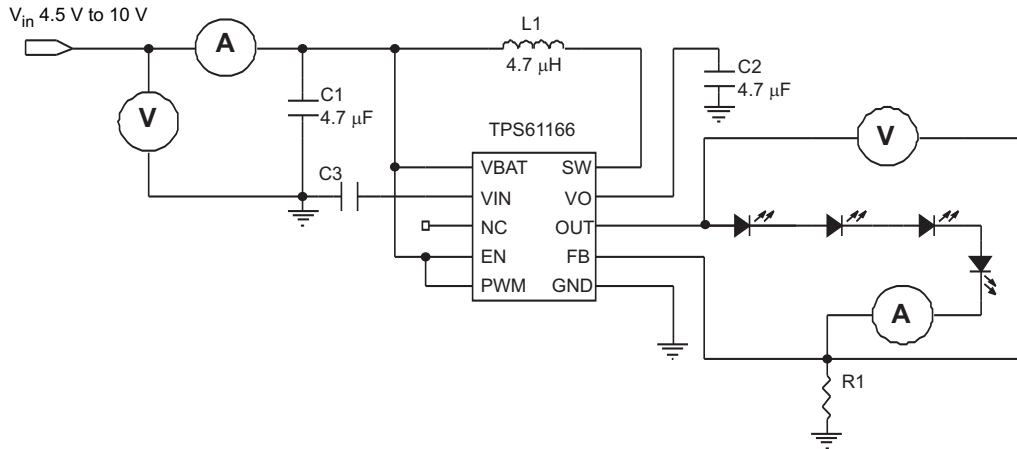 V_in 4.5 V to 10 V
A
L1
4.7 μH
C2
4.7 μF
C1
4.7 μF
V
TPS61166
V
C3
VBAT
SW
VIN
VO
NC
OUT
EN
FB
PWM
GND
A
R1